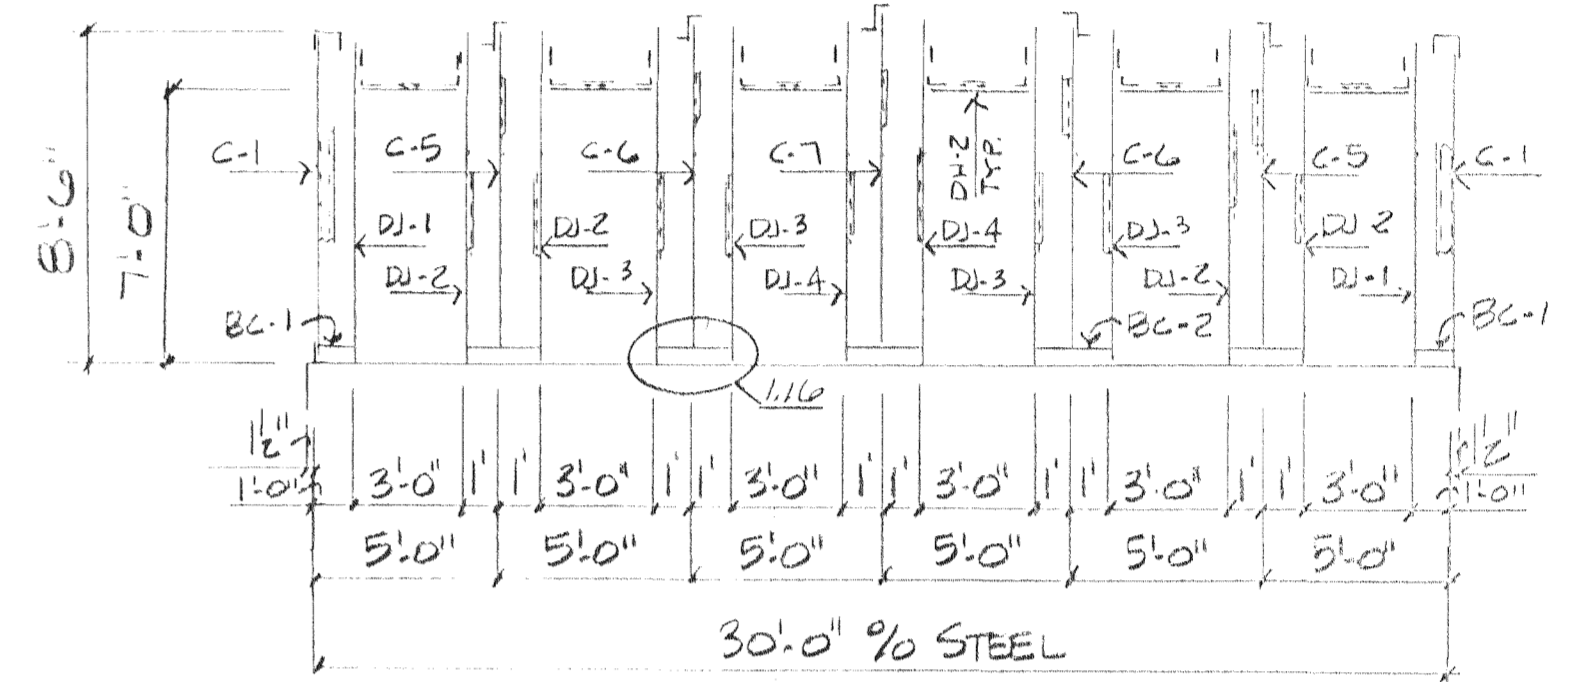 8'-6"
7'-0"
C-1 C-5 C-6 C-7 DH-2 TYP. C-6 C-5 C-1
DJ-1 DJ-2 DJ-3 DJ-4 DJ-3 DJ-2
DJ-2 DJ-3 DJ-4 DJ-3 DJ-2 DJ-1
BC-1 BC-2 BC-1
1.16
1½" 1½"
1'-0" 3'-0" 1' 1' 3'-0" 1' 1' 3'-0" 1' 1' 3'-0" 1' 1' 3'-0" 1' 1' 3'-0" 1'-0"
5'-0" 5'-0" 5'-0" 5'-0" 5'-0" 5'-0"
30'-0" % STEEL